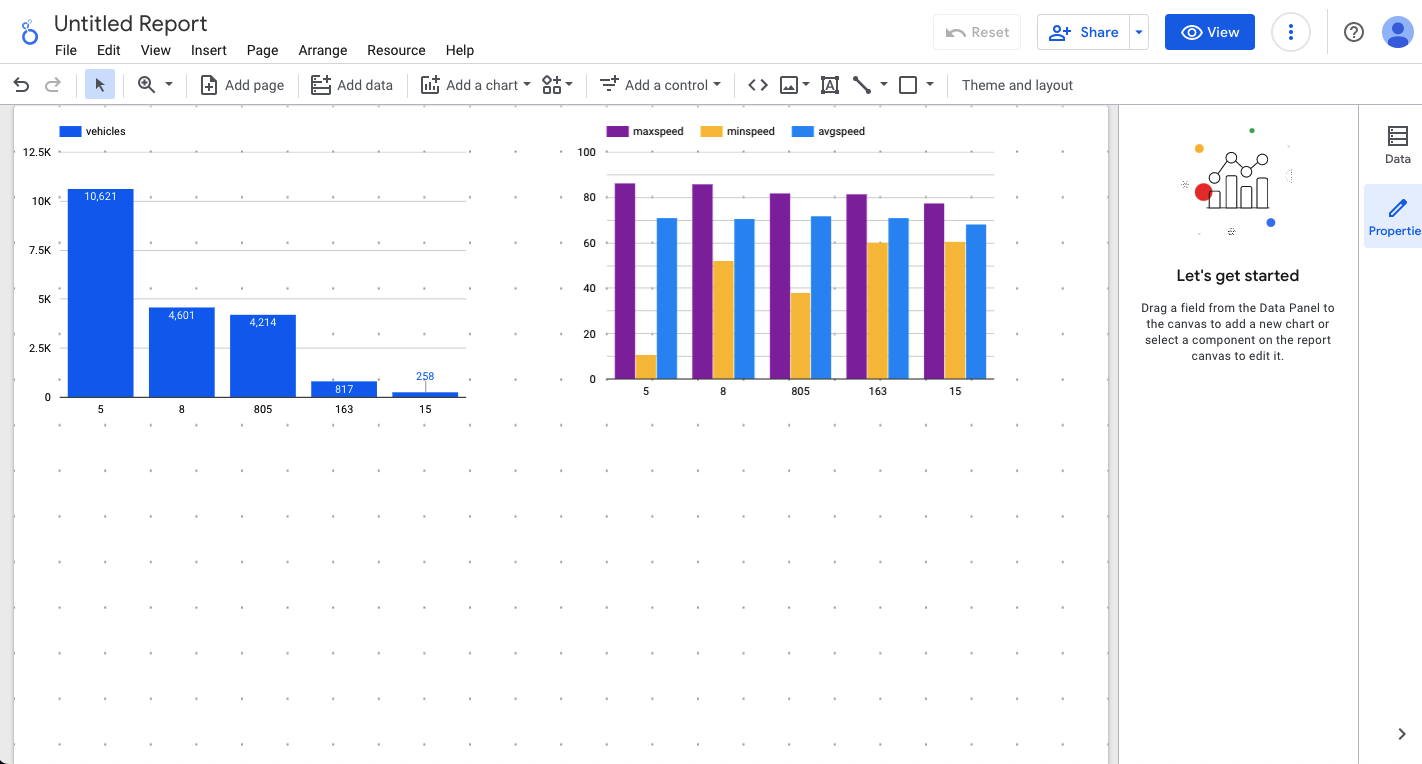 Untitled Report
File Edit View Insert Page Arrange Resource Help
Reset
Share
View
Add page
Add data
Add a chart
Add a control
Theme and layout
vehicles
12.5K
10K
7.5K
5K
2.5K
0
10,621
4,601
4,214
817
258
5 8 805 163 15
maxspeed minspeed avgspeed
100
80
60
40
20
0
5 8 805 163 15
Let's get started
Drag a field from the Data Panel to
the canvas to add a new chart or
select a component on the report
canvas to edit it.
Data
Propertie